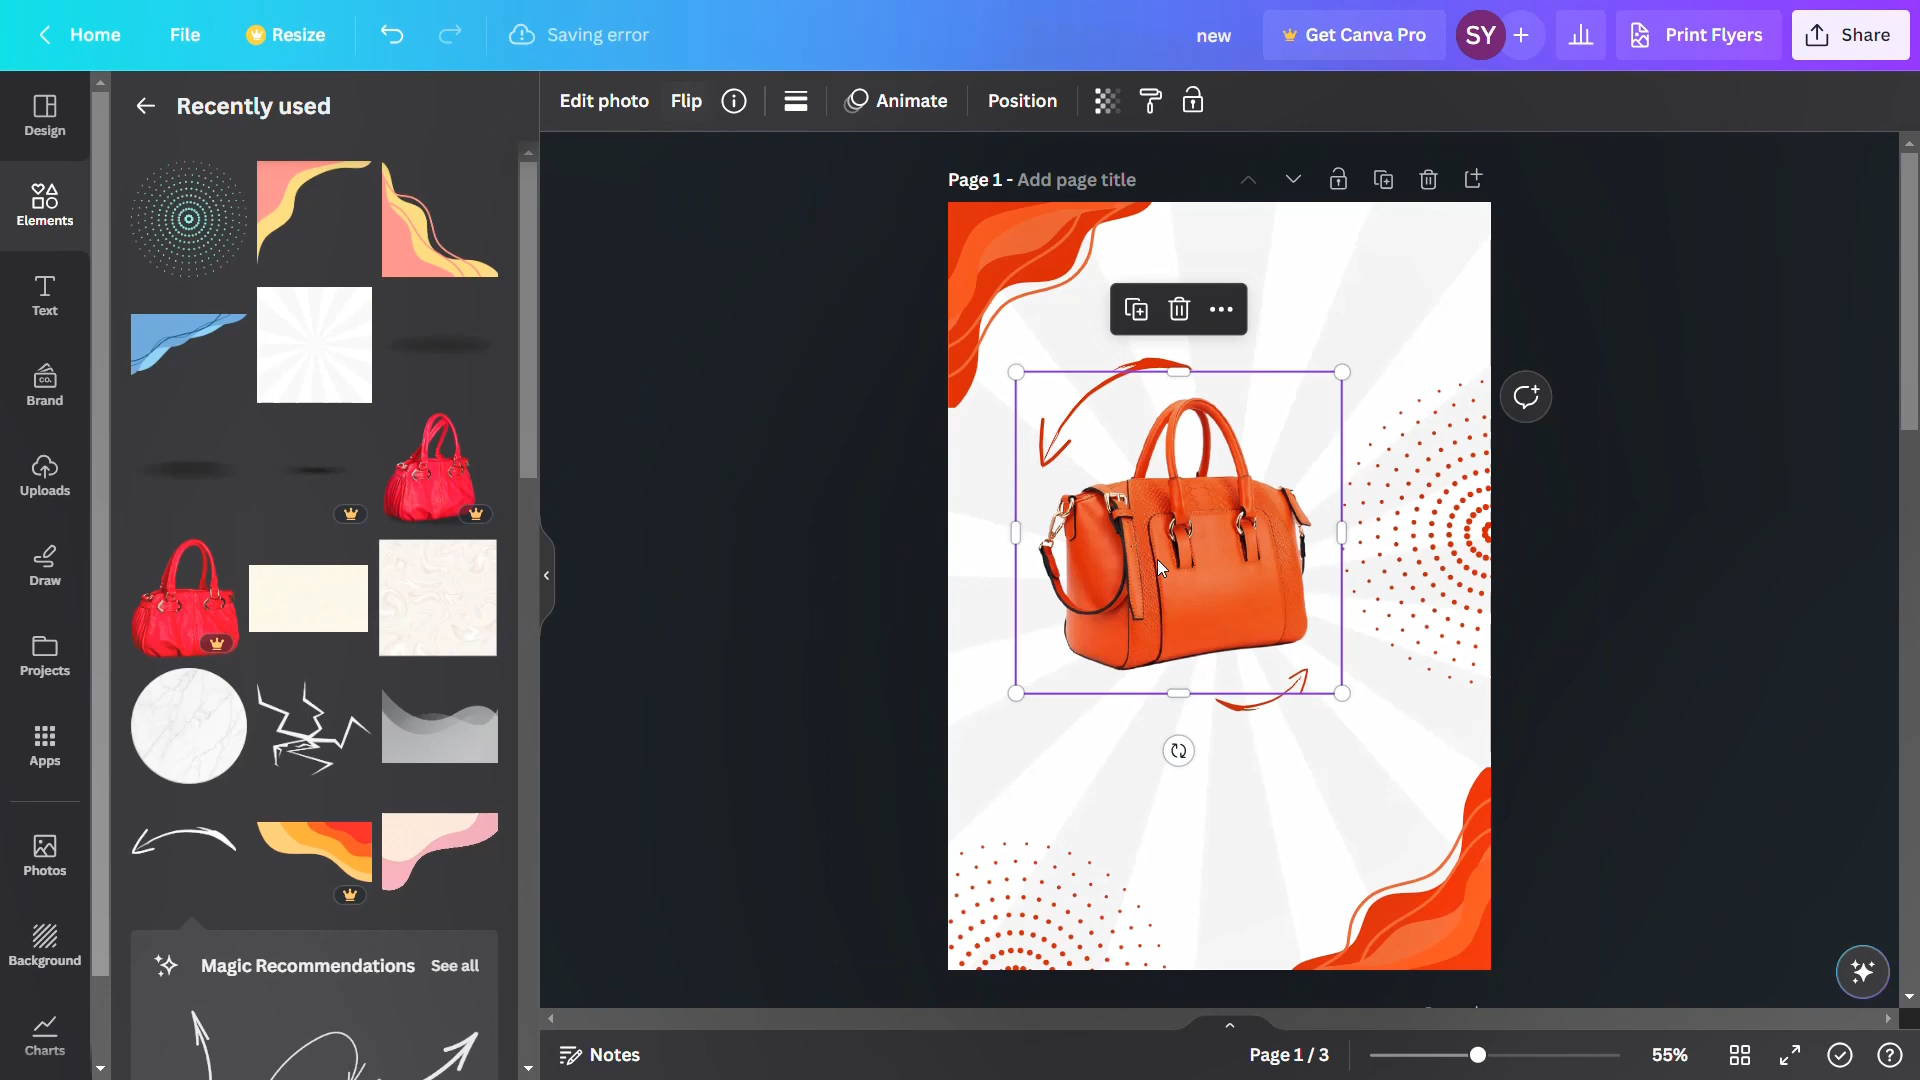 Home
File
Resize
Saving error
new
Get Canva Pro
SY
Print Flyers
Share
Design
Elements
Text
CO.
Brand
Uploads
Draw
Projects
Apps
Photos
Background
Charts
Recently used
Magic Recommendations
See all
Edit photo
Flip
Animate
Position
Page 1 - Add page title
Notes
Page 1 / 3
55%